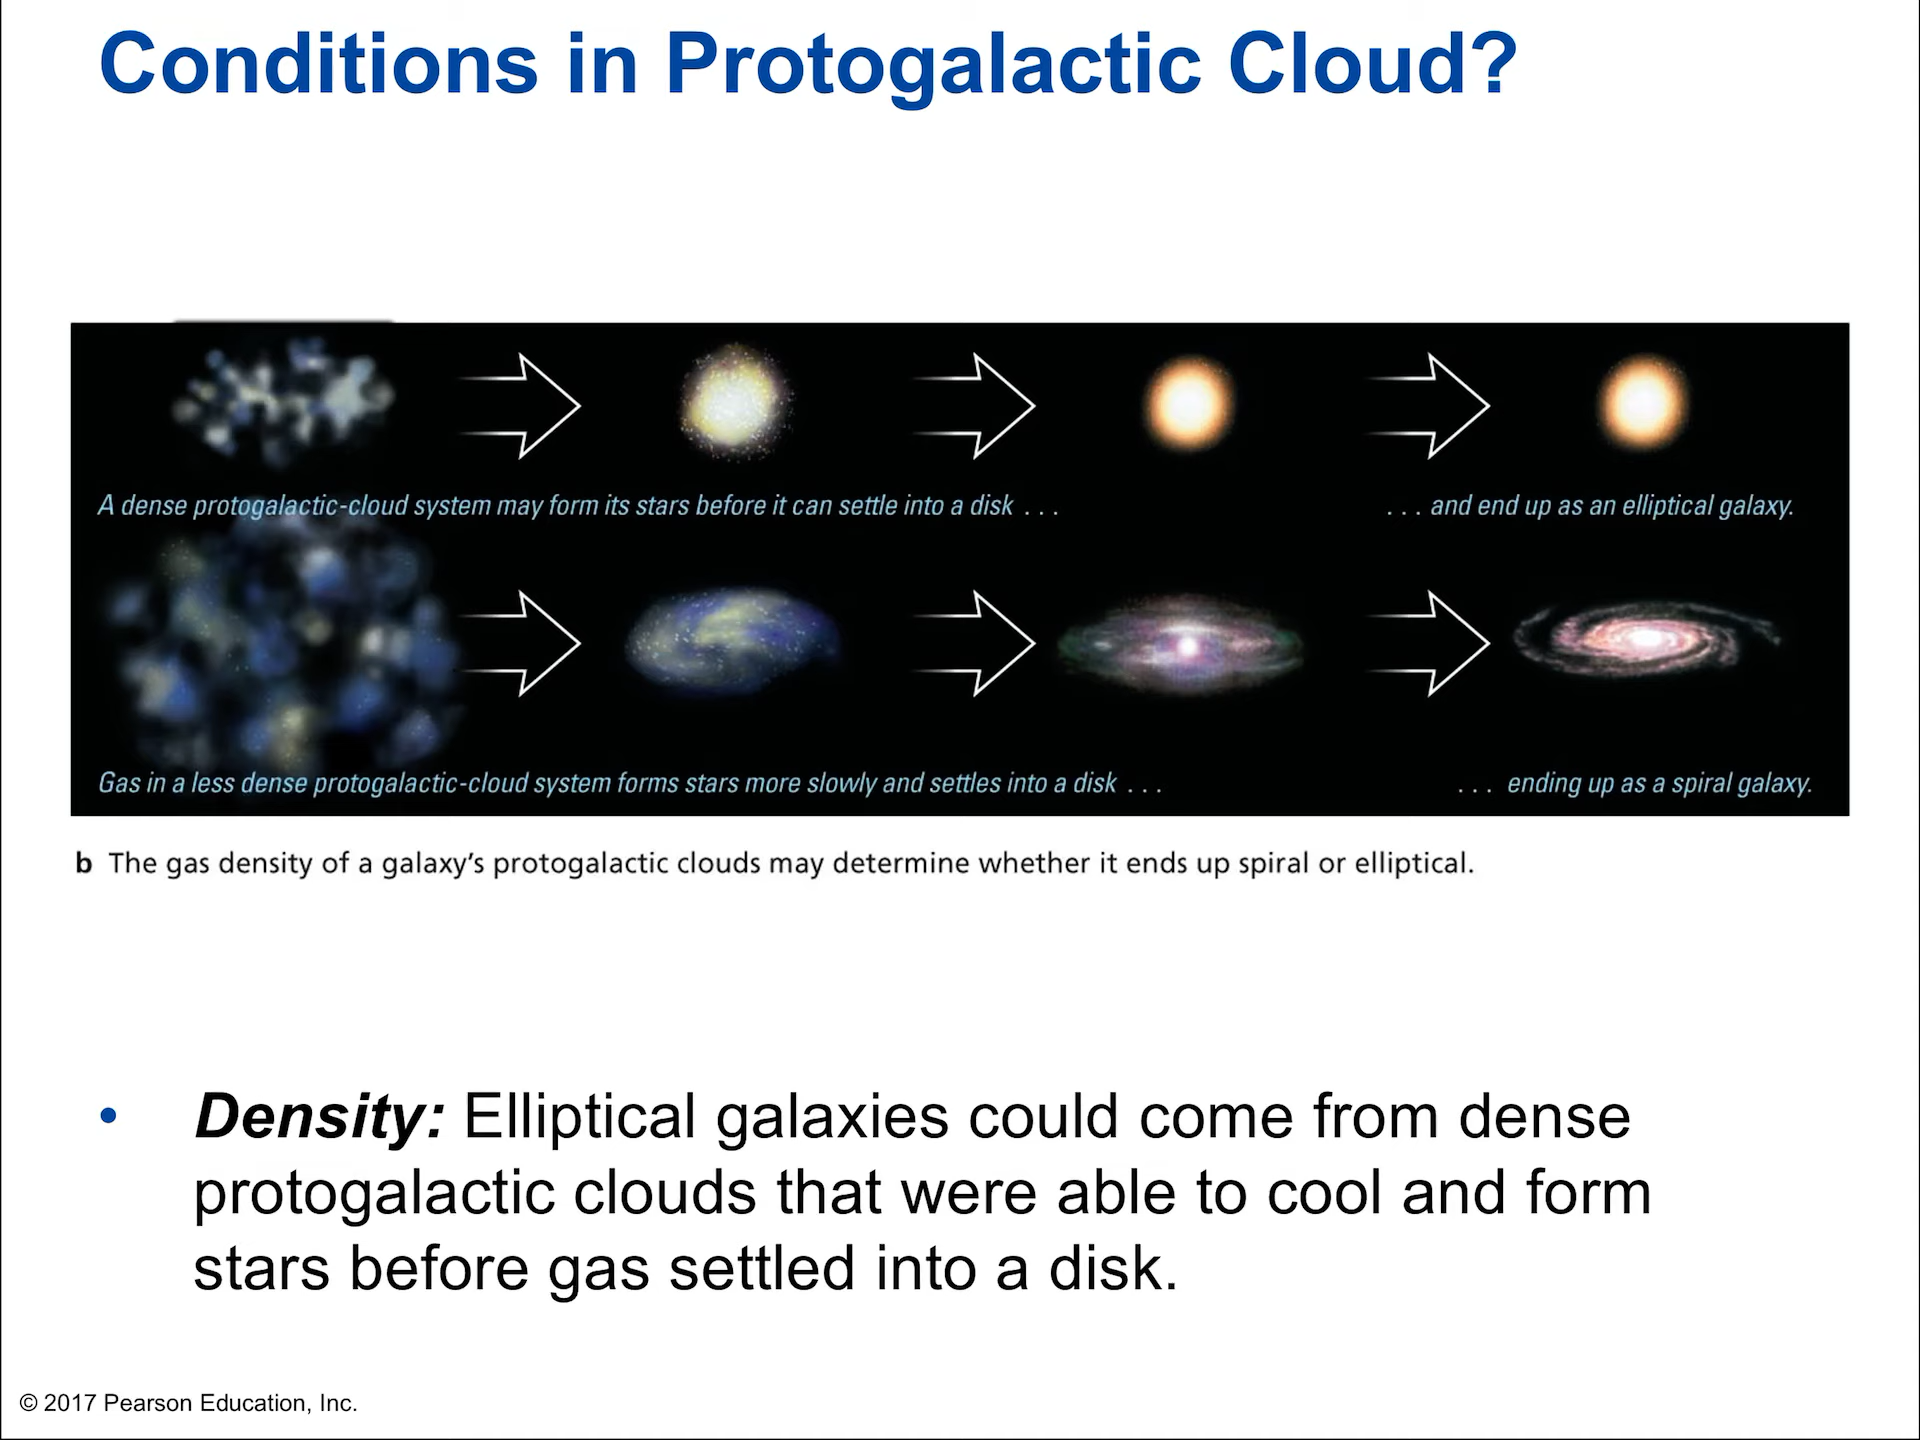 Conditions in Protogalactic Cloud?
A dense protogalactic-cloud system may form its stars before it can settle into a disk . . .
. . . and end up as an elliptical galaxy.
Gas in a less dense protogalactic-cloud system forms stars more slowly and settles into a disk . . .
. . . ending up as a spiral galaxy.
b The gas density of a galaxy's protogalactic clouds may determine whether it ends up spiral or elliptical.
• Density: Elliptical galaxies could come from dense
protogalactic clouds that were able to cool and form
stars before gas settled into a disk.
© 2017 Pearson Education, Inc.